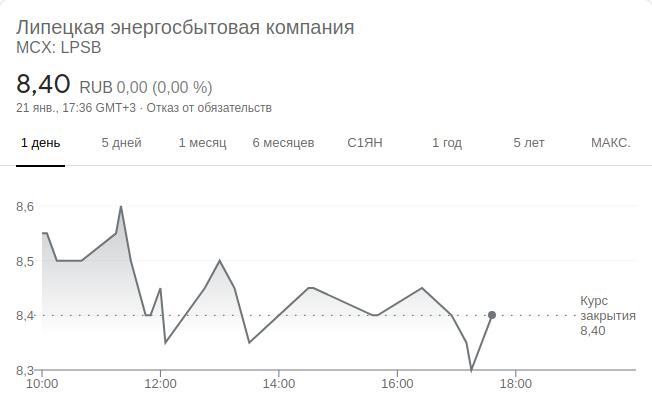 Липецкая энергосбытовая компания
MCX: LPSB
8,40 RUB 0,00 (0,00 %)
21 янв., 17:36 GMT+3 · Отказ от обязательств
1 день 5 дней 1 месяц 6 месяцев С1ЯН 1 год 5 лет МАКС.
8,6
8,5
8,4
8,3
Курс
закрытия
8,40
10:00 12:00 14:00 16:00 18:00